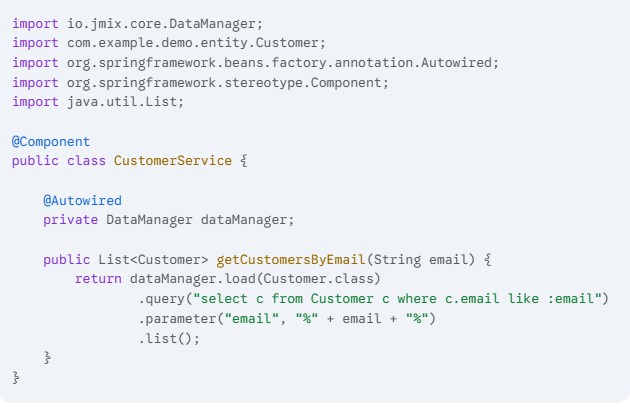 import io.jmix.core.DataManager;
import com.example.demo.entity.Customer;
import org.springframework.beans.factory.annotation.Autowired;
import org.springframework.stereotype.Component;
import java.util.List;

@Component
public class CustomerService {

    @Autowired
    private DataManager dataManager;

    public List<Customer> getCustomersByEmail(String email) {
        return dataManager.load(Customer.class)
                .query("select c from Customer c where c.email like :email")
                .parameter("email", "%" + email + "%")
                .list();
    }
}